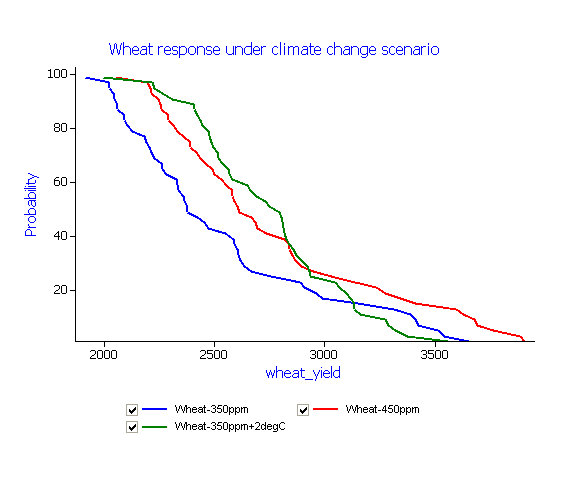 Wheat response under climate change scenario
100
80
60
40
20
Probability
2000 2500 3000 3500
wheat_yield
Wheat-350ppm Wheat-450ppm
Wheat-350ppm+2degC